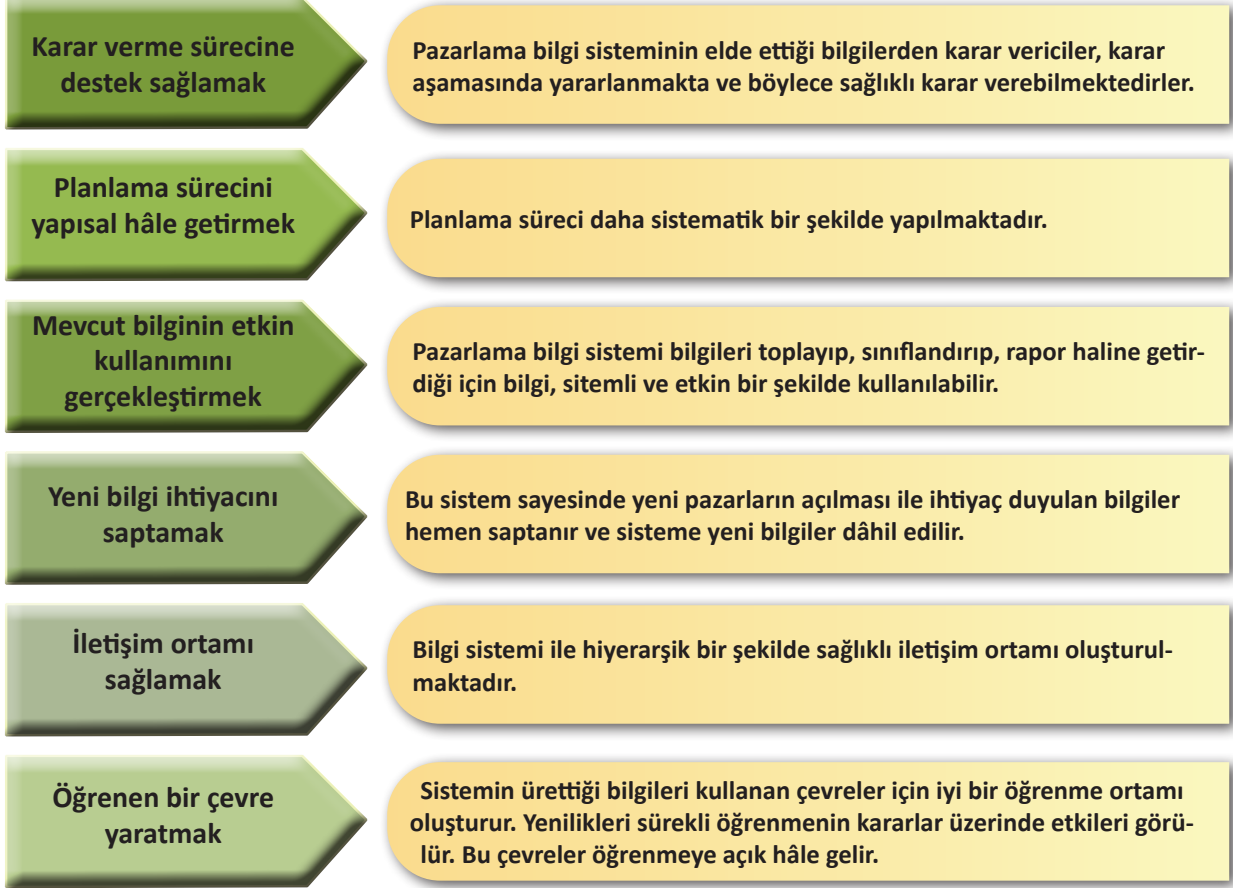 Karar verme sürecine
destek sağlamak
Pazarlama bilgi sisteminin elde ettiği bilgilerden karar vericiler, karar
aşamasında yararlanmakta ve böylece sağlıklı karar verebilmektedirler.
Planlama sürecini
yapısal hâle getirmek
Planlama süreci daha sistematik bir şekilde yapılmaktadır.
Mevcut bilginin etkin
kullanımını
gerçekleştirmek
Pazarlama bilgi sistemi bilgileri toplayıp, sınıflandırıp, rapor haline getir-
diği için bilgi, sitemli ve etkin bir şekilde kullanılabilir.
Yeni bilgi ihtiyacını
saptamak
Bu sistem sayesinde yeni pazarların açılması ile ihtiyaç duyulan bilgiler
hemen saptanır ve sisteme yeni bilgiler dâhil edilir.
İletişim ortamı
sağlamak
Bilgi sistemi ile hiyerarşik bir şekilde sağlıklı iletişim ortamı oluşturul-
maktadır.
Öğrenen bir çevre
yaratmak
Sistemin ürettiği bilgileri kullanan çevreler için iyi bir öğrenme ortamı
oluşturur. Yenilikleri sürekli öğrenmenin kararlar üzerinde etkileri görü-
lür. Bu çevreler öğrenmeye açık hâle gelir.